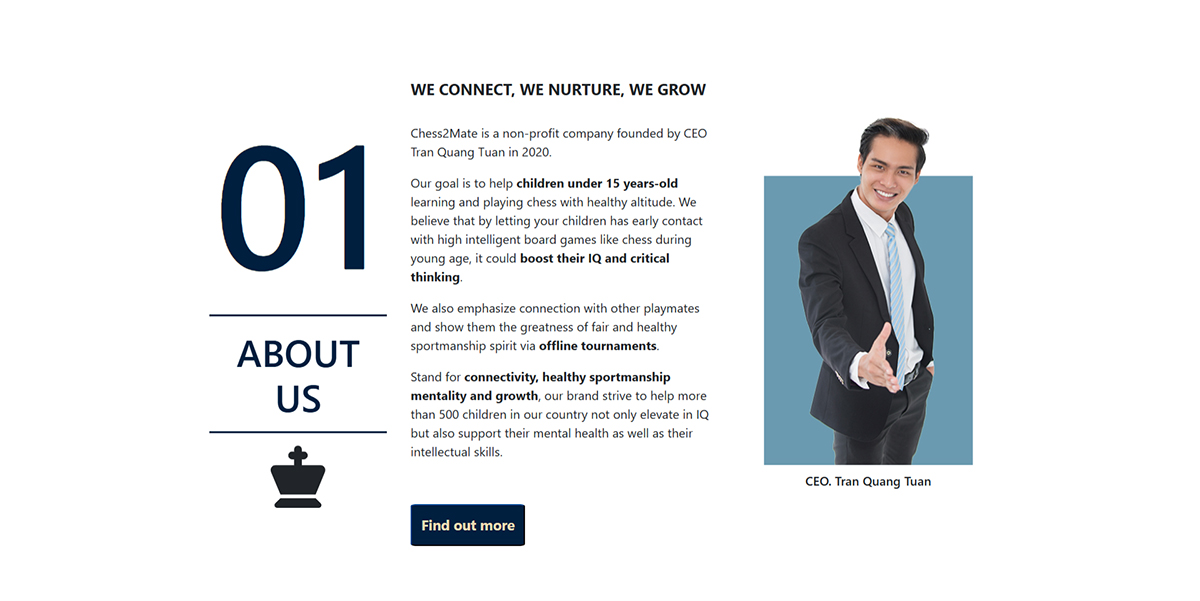 01
ABOUT
US
WE CONNECT, WE NURTURE, WE GROW
Chess2Mate is a non-profit company founded by CEO
Tran Quang Tuan in 2020.
Our goal is to help children under 15 years-old
learning and playing chess with healthy altitude. We
believe that by letting your children has early contact
with high intelligent board games like chess during
young age, it could boost their IQ and critical
thinking.
We also emphasize connection with other playmates
and show them the greatness of fair and healthy
sportmanship spirit via offline tournaments.
Stand for connectivity, healthy sportmanship
mentality and growth, our brand strive to help more
than 500 children in our country not only elevate in IQ
but also support their mental health as well as their
intellectual skills.
Find out more
CEO. Tran Quang Tuan